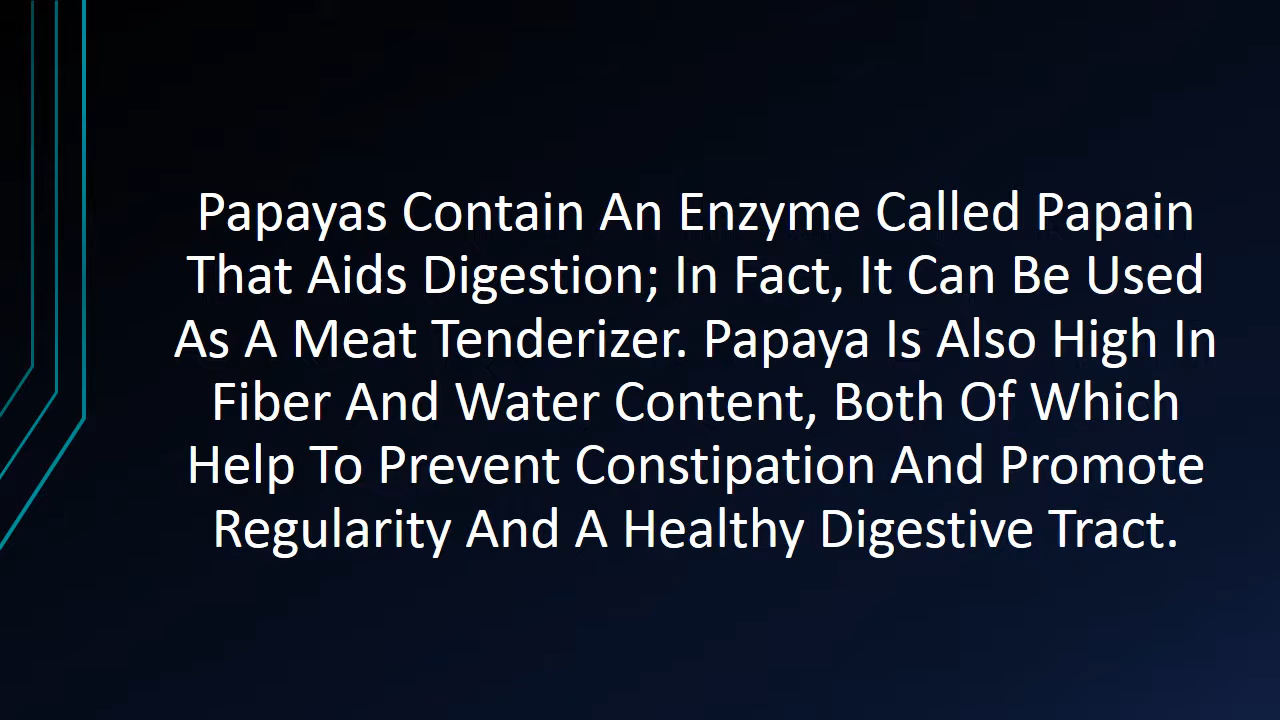 Papayas Contain An Enzyme Called Papain
That Aids Digestion; In Fact, It Can Be Used
As A Meat Tenderizer. Papaya Is Also High In
Fiber And Water Content, Both Of Which
Help To Prevent Constipation And Promote
Regularity And A Healthy Digestive Tract.